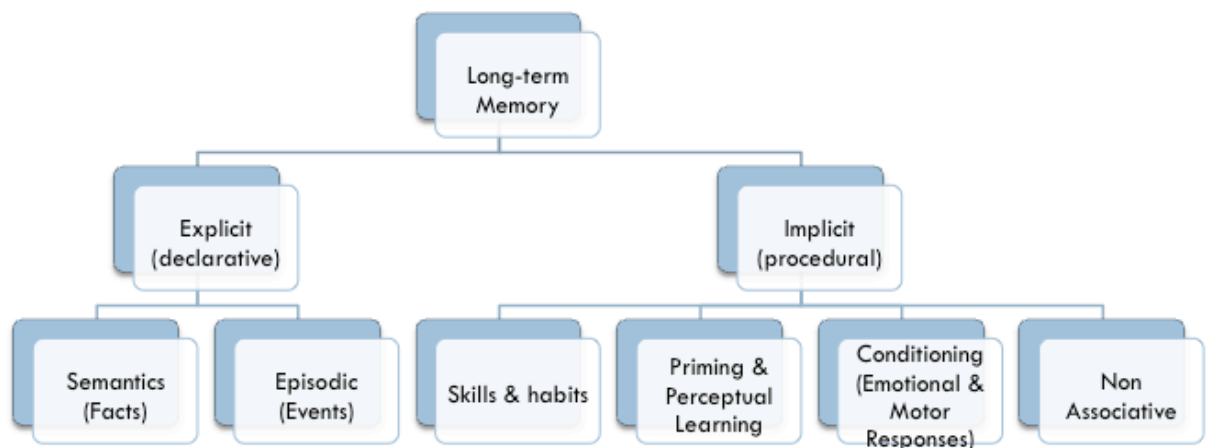 Long-term
Memory
Explicit
(declarative)
Implicit
(procedural)
Semantics
(Facts)
Episodic
(Events)
Skills & habits
Priming &
Perceptual
Learning
Conditioning
(Emotional &
Motor
Responses)
Non
Associative